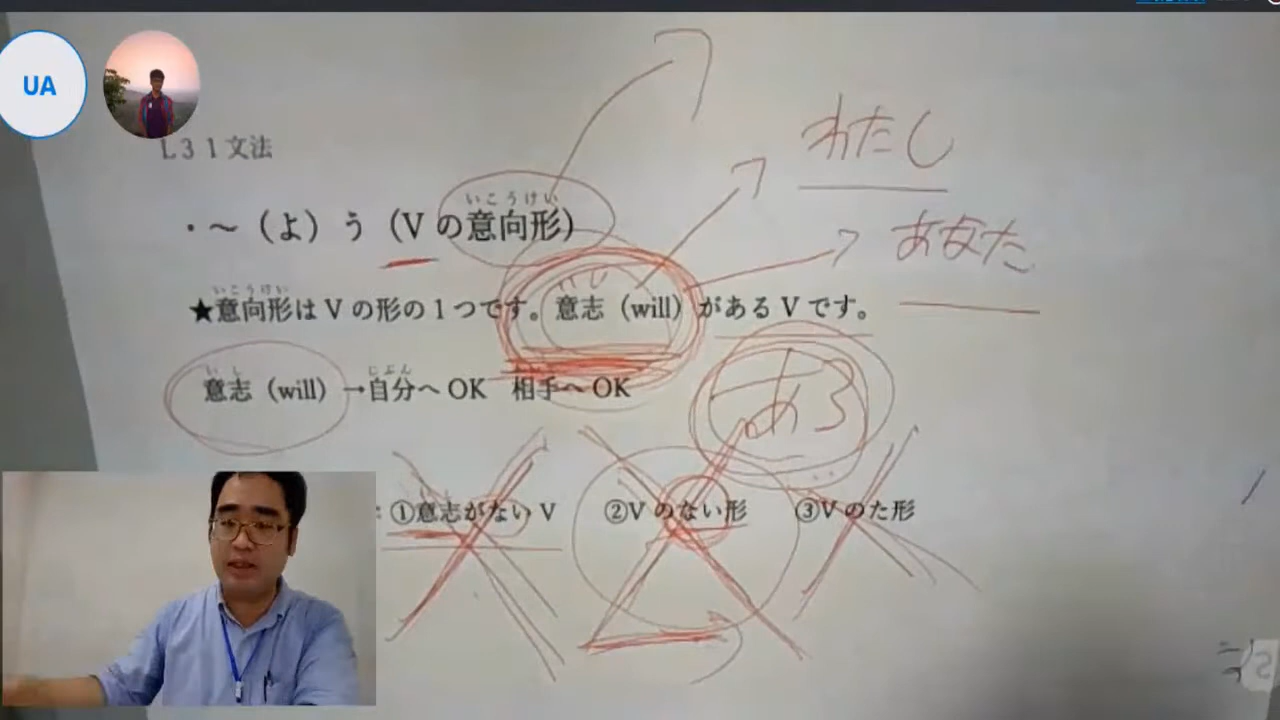 UA
L31文法
わたし
いこうけい
・～（よ）う（Vの意向形）
あなた
いこうけい
★意向形はVの形の1つです。意志（will）があるVです。
いし じぶん
意志（will）→自分へOK 相手へOK
ある
①意志がないV ②Vのない形 ③Vのた形